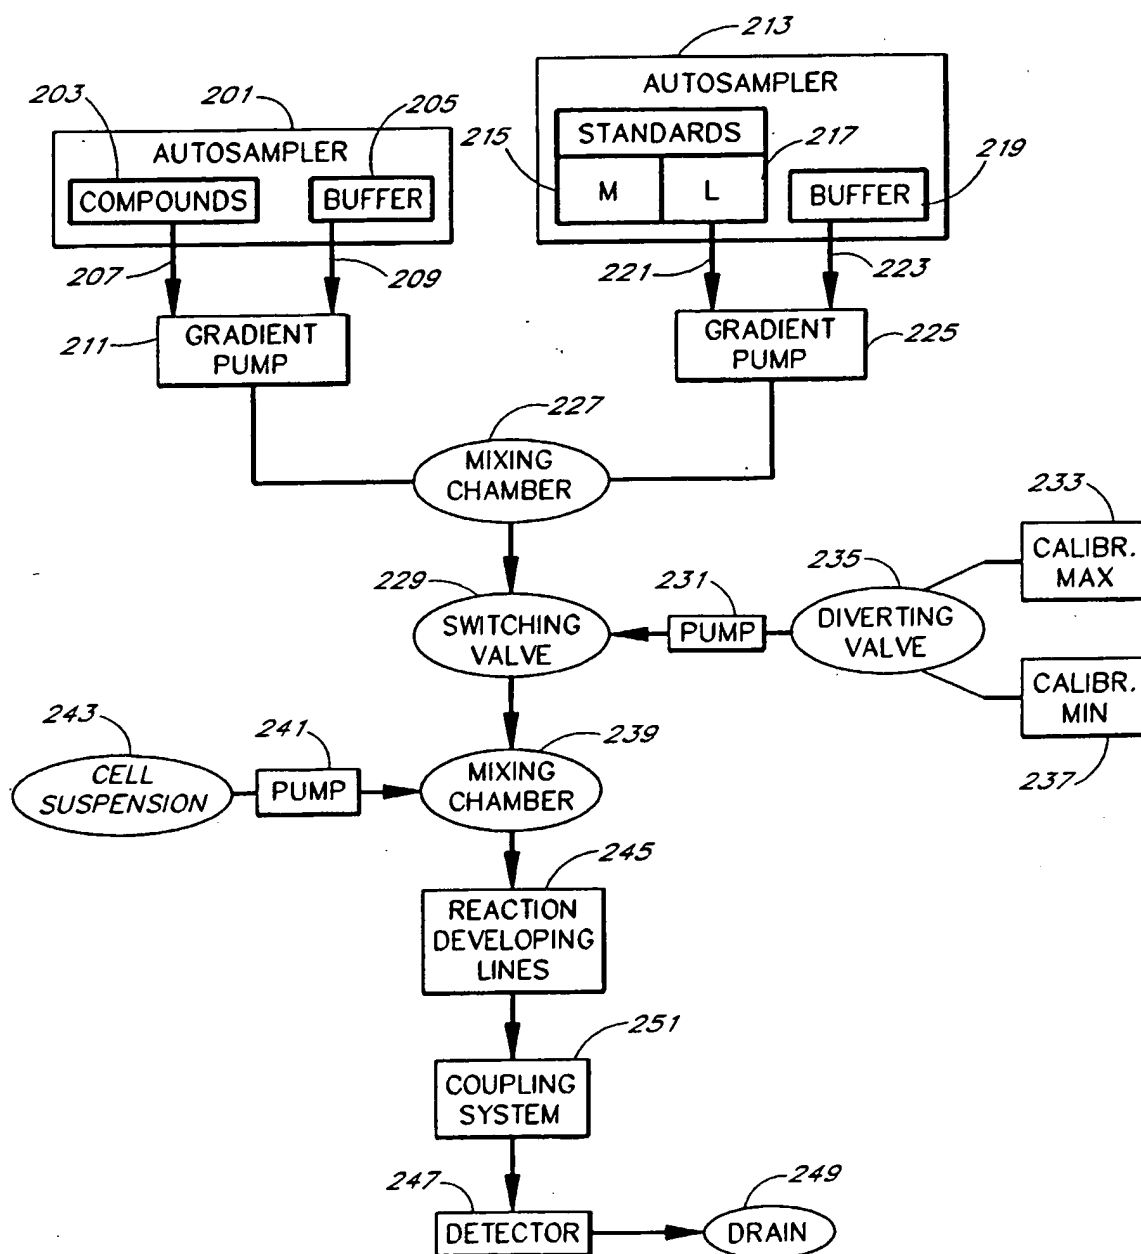 213
AUTOSAMPLER
203
201
205
215
STANDARDS
217
219
AUTOSAMPLER
COMPOUNDS
BUFFER
M
L
BUFFER
207
209
221
223
211
GRADIENT
PUMP
GRADIENT
PUMP
225
227
MIXING
CHAMBER
233
CALIBR.
MAX
229
231
235
SWITCHING
VALVE
PUMP
DIVERTING
VALVE
CALIBR.
MIN
237
243
241
239
CELL
SUSPENSION
PUMP
MIXING
CHAMBER
245
REACTION
DEVELOPING
LINES
251
COUPLING
SYSTEM
247
249
DETECTOR
DRAIN